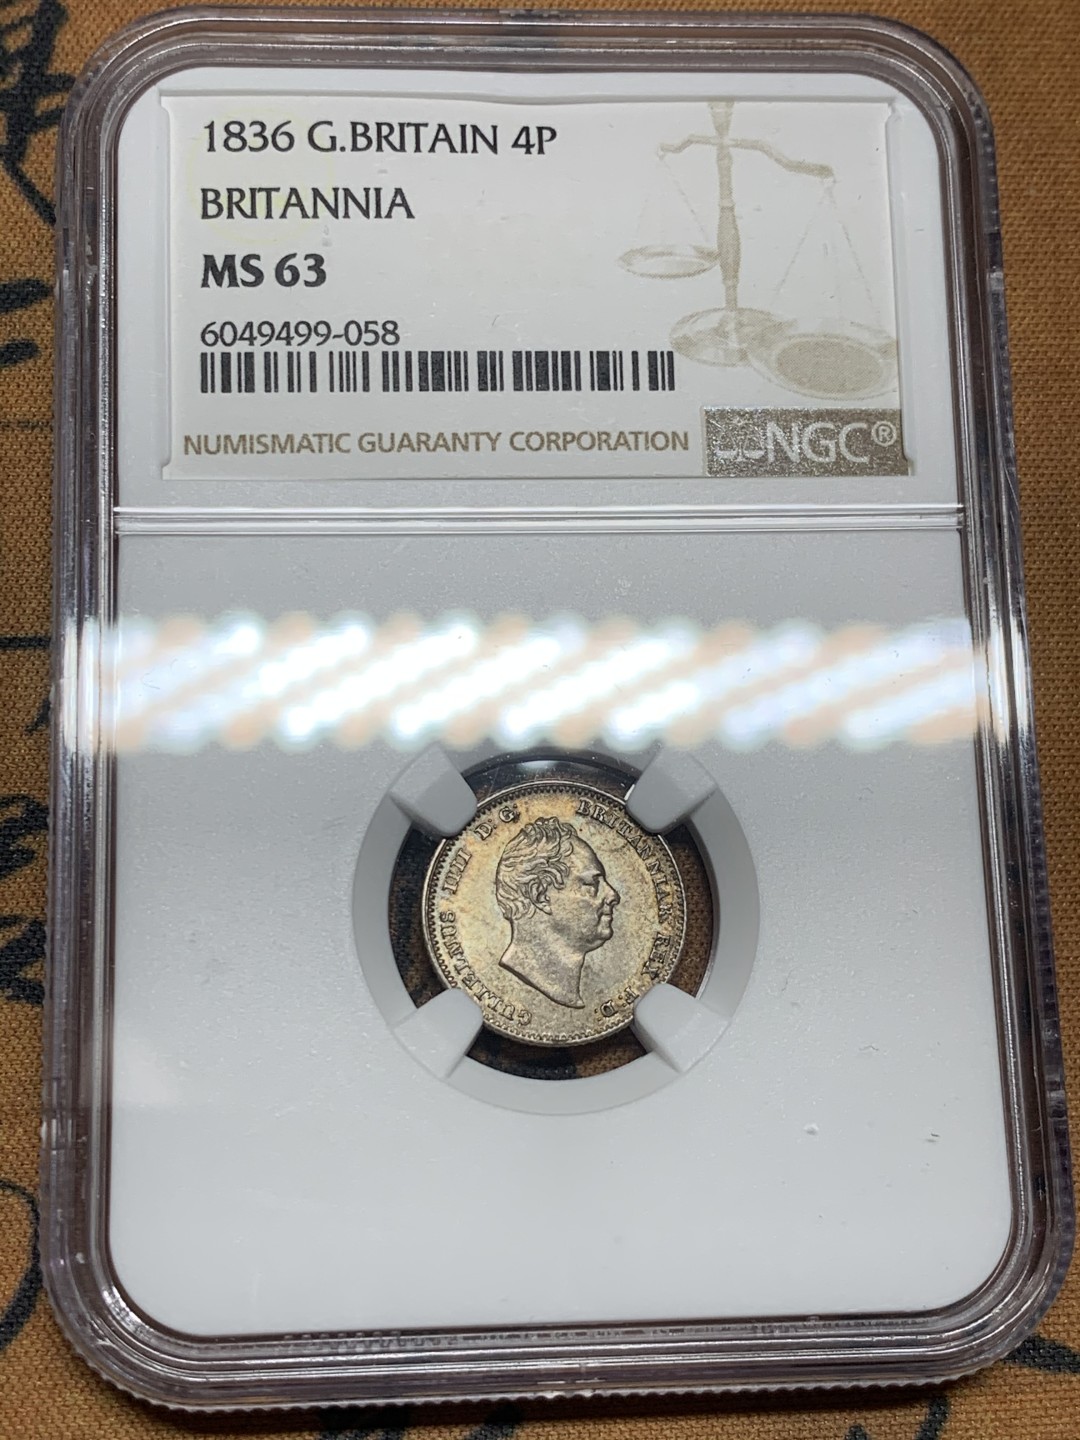 1836 G.BRITAIN 4P
BRITANNIA
MS 63
6049499-058
NUMISMATIC GUARANTY CORPORATION NGC®
GULIELMUS IIII D: G: BRITANNIAR: REX F: D: